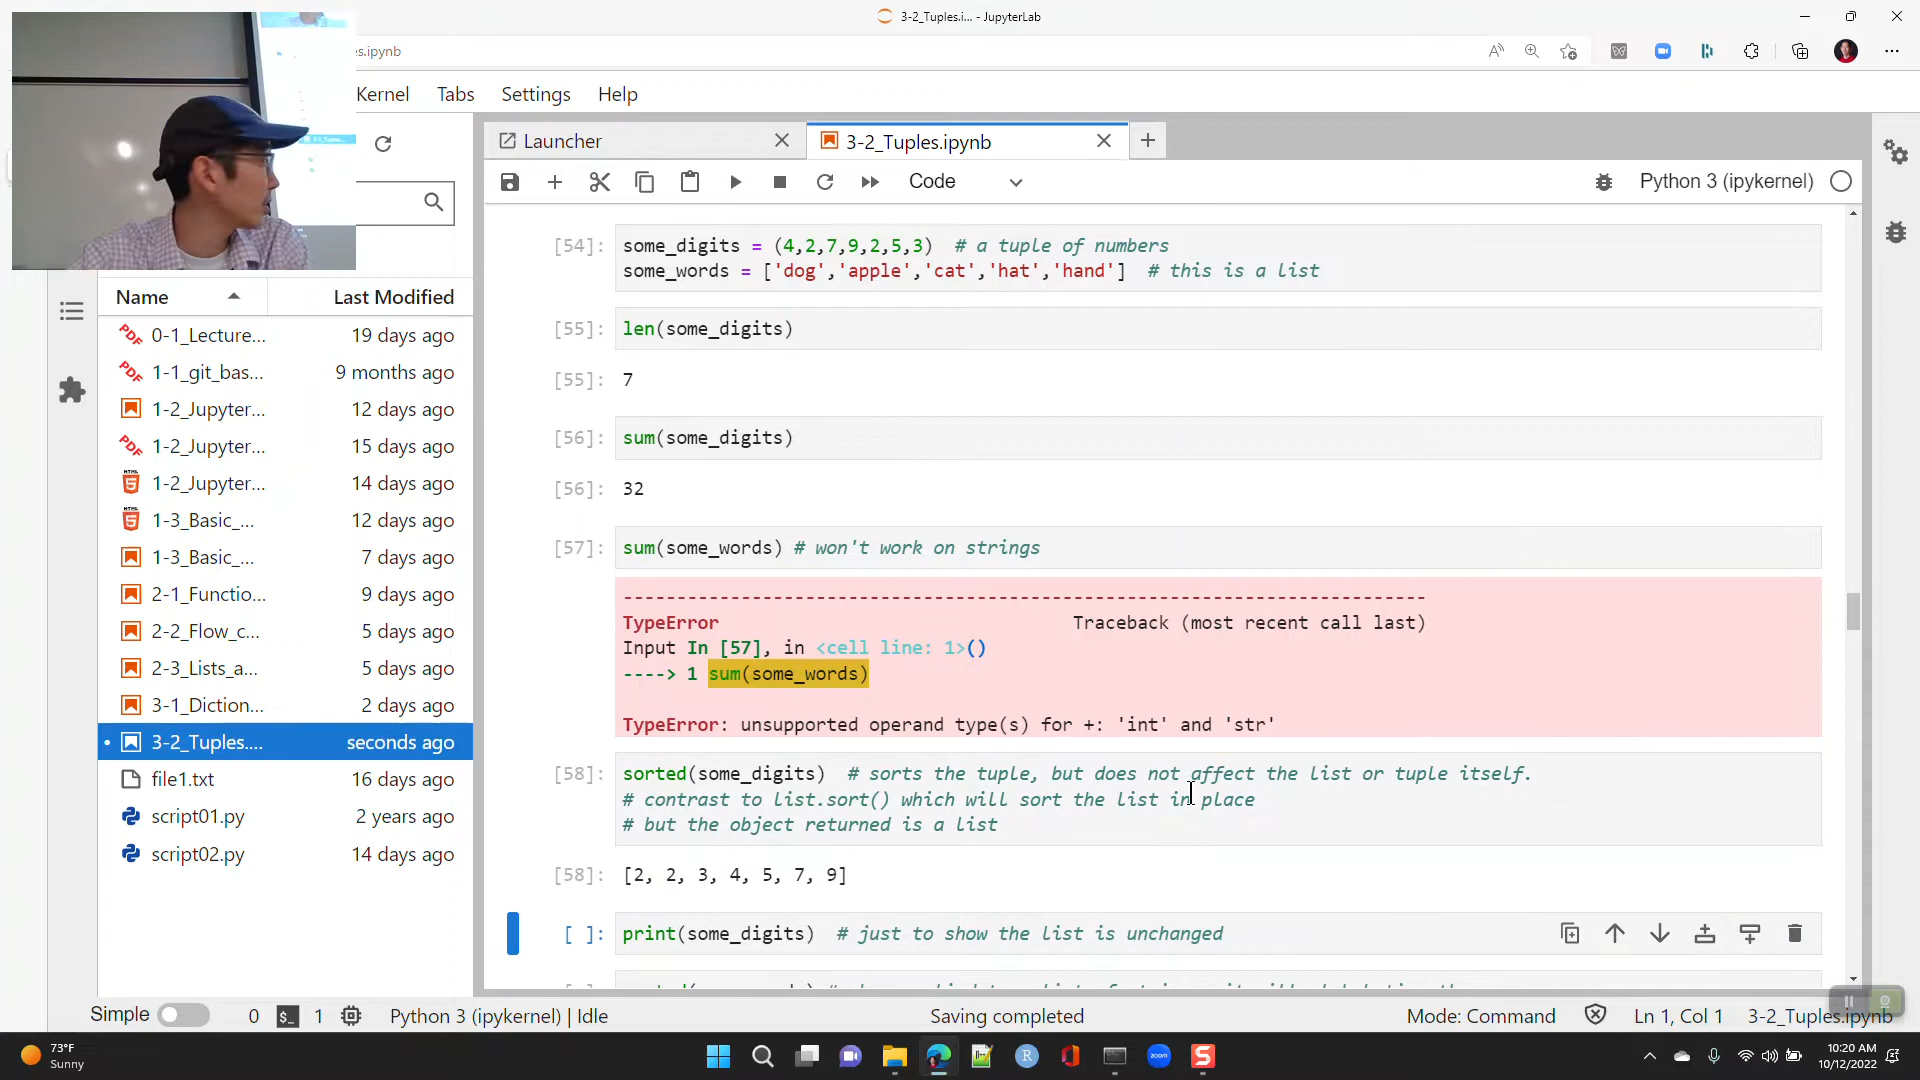 3-2_Tuples.i... - JupyterLab
es.ipynb
Kernel Tabs Settings Help
Launcher
3-2_Tuples.ipynb
Code
Python 3 (ipykernel)
Name Last Modified
0-1_Lecture... 19 days ago
1-1_git_bas... 9 months ago
1-2_Jupyter... 12 days ago
1-2_Jupyter... 15 days ago
1-2_Jupyter... 14 days ago
1-3_Basic_... 12 days ago
1-3_Basic_... 7 days ago
2-1_Functio... 9 days ago
2-2_Flow_c... 5 days ago
2-3_Lists_a... 5 days ago
3-1_Diction... 2 days ago
3-2_Tuples.... seconds ago
file1.txt 16 days ago
script01.py 2 years ago
script02.py 14 days ago
[54]: some_digits = (4,2,7,9,2,5,3)  # a tuple of numbers
some_words = ['dog','apple','cat','hat','hand']  # this is a list
[55]: len(some_digits)
[55]: 7
[56]: sum(some_digits)
[56]: 32
[57]: sum(some_words) # won't work on strings
---------------------------------------------------------------------------
TypeError Traceback (most recent call last)
Input In [57], in <cell line: 1>()
----> 1 sum(some_words)
TypeError: unsupported operand type(s) for +: 'int' and 'str'
[58]: sorted(some_digits)  # sorts the tuple, but does not affect the list or tuple itself.
# contrast to list.sort() which will sort the list in place
# but the object returned is a list
[58]: [2, 2, 3, 4, 5, 7, 9]
[ ]: print(some_digits)  # just to show the list is unchanged
Simple 0 1 Python 3 (ipykernel) | Idle Saving completed Mode: Command Ln 1, Col 1 3-2_Tuples.ipynb
73°F
Sunny
10:20 AM
10/12/2022